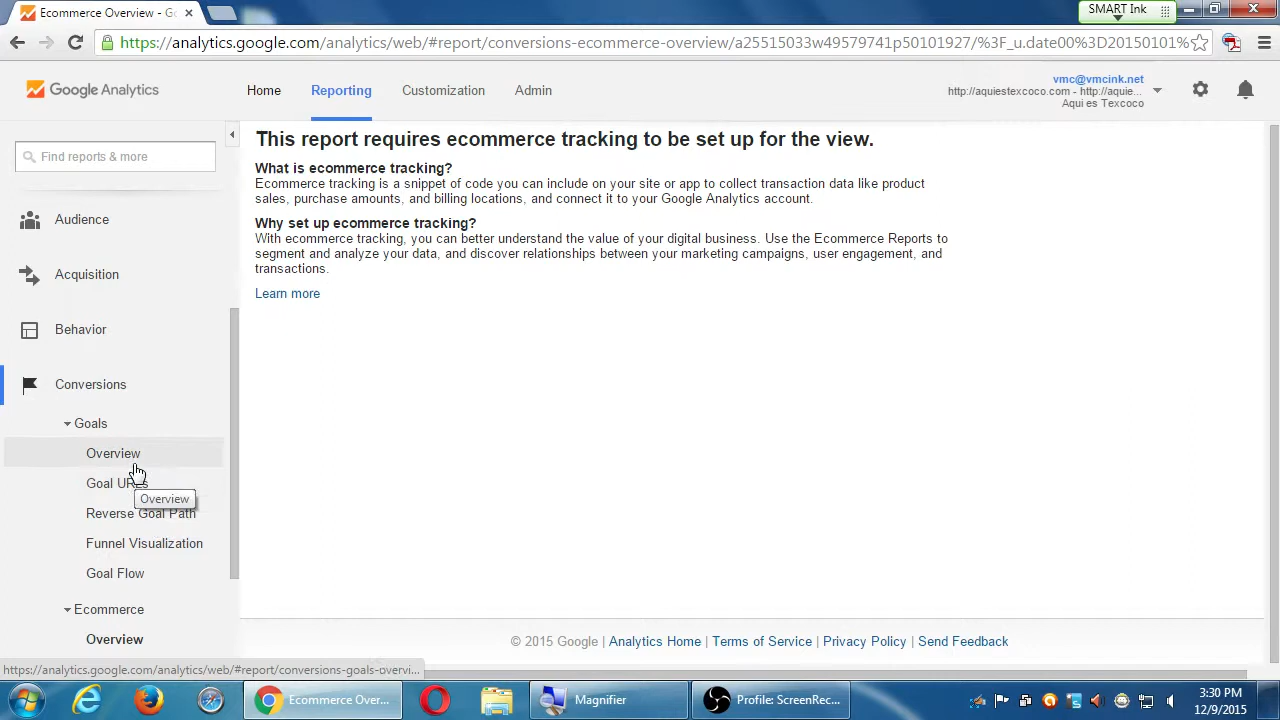 Ecommerce Overview - Go
SMART Ink
https://analytics.google.com/analytics/web/#report/conversions-ecommerce-overview/a25515033w49579741p50101927/%3F_u.date00%3D20150101%
Google Analytics
Home
Reporting
Customization
Admin
vmc@vmcink.net
http://aquiestexcoco.com - http://aquie...
Aqui es Texcoco
Find reports & more
Audience
Acquisition
Behavior
Conversions
Goals
Overview
Goal URLs
Overview
Reverse Goal Path
Funnel Visualization
Goal Flow
Ecommerce
Overview
This report requires ecommerce tracking to be set up for the view.
What is ecommerce tracking?
Ecommerce tracking is a snippet of code you can include on your site or app to collect transaction data like product
sales, purchase amounts, and billing locations, and connect it to your Google Analytics account.
Why set up ecommerce tracking?
With ecommerce tracking, you can better understand the value of your digital business. Use the Ecommerce Reports to
segment and analyze your data, and discover relationships between your marketing campaigns, user engagement, and
transactions.
Learn more
© 2015 Google | Analytics Home | Terms of Service | Privacy Policy | Send Feedback
https://analytics.google.com/analytics/web/#report/conversions-goals-overvi...
Ecommerce Over...
Magnifier
Profile: ScreenRec...
3:30 PM
12/9/2015